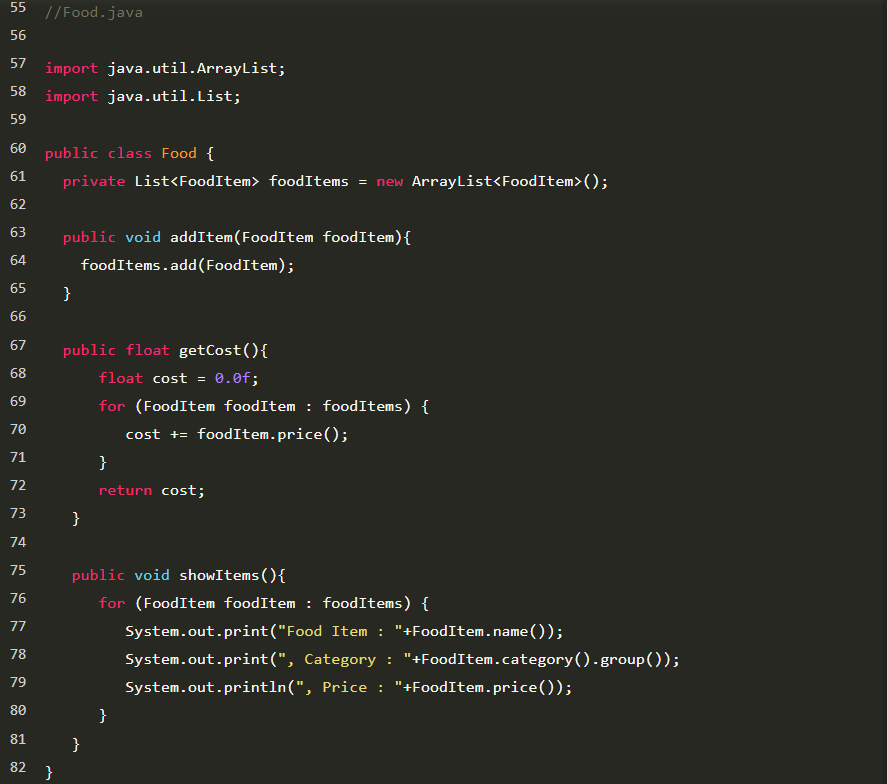 55 //Food.java
56
57 import java.util.ArrayList;
58 import java.util.List;
59
60 public class Food {
61   private List<FoodItem> foodItems = new ArrayList<FoodItem>();
62
63   public void addItem(FoodItem foodItem){
64     foodItems.add(FoodItem);
65   }
66
67   public float getCost(){
68       float cost = 0.0f;
69       for (FoodItem foodItem : foodItems) {
70          cost += foodItem.price();
71       }
72       return cost;
73    }
74
75    public void showItems(){
76       for (FoodItem foodItem : foodItems) {
77          System.out.print("Food Item : "+FoodItem.name());
78          System.out.print(", Category : "+FoodItem.category().group());
79          System.out.println(", Price : "+FoodItem.price());
80       }
81    }
82 }